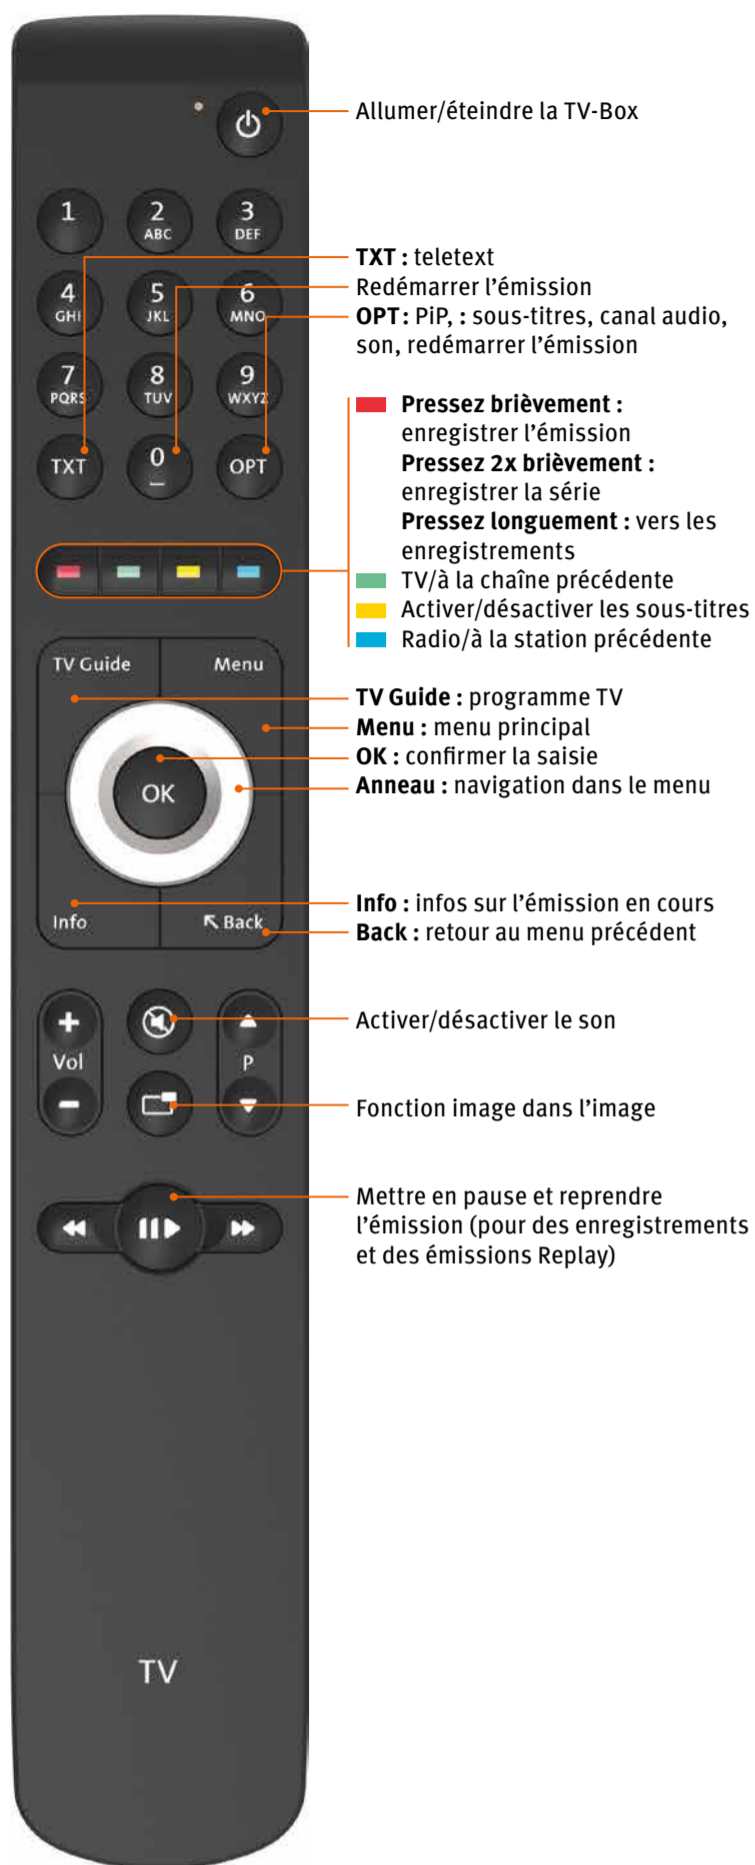 Allumer/éteindre la TV-Box
1
2
ABC
3
DEF
TXT : teletext
Redémarrer l’émission
OPT: PiP, : sous-titres, canal audio,
son, redémarrer l’émission
4
GHI
5
JKL
6
MNO
7
PQRS
8
TUV
9
WXYZ
TXT
0
OPT
Pressez brièvement :
enregistrer l’émission
Pressez 2x brièvement :
enregistrer la série
Pressez longuement : vers les
enregistrements
TV/à la chaîne précédente
Activer/désactiver les sous-titres
Radio/à la station précédente
TV Guide
Menu
OK
Info
Back
TV Guide : programme TV
Menu : menu principal
OK : confirmer la saisie
Anneau : navigation dans le menu
Info : infos sur l’émission en cours
Back : retour au menu précédent
Vol
P
Activer/désactiver le son
Fonction image dans l’image
Mettre en pause et reprendre
l’émission (pour des enregistrements
et des émissions Replay)
TV